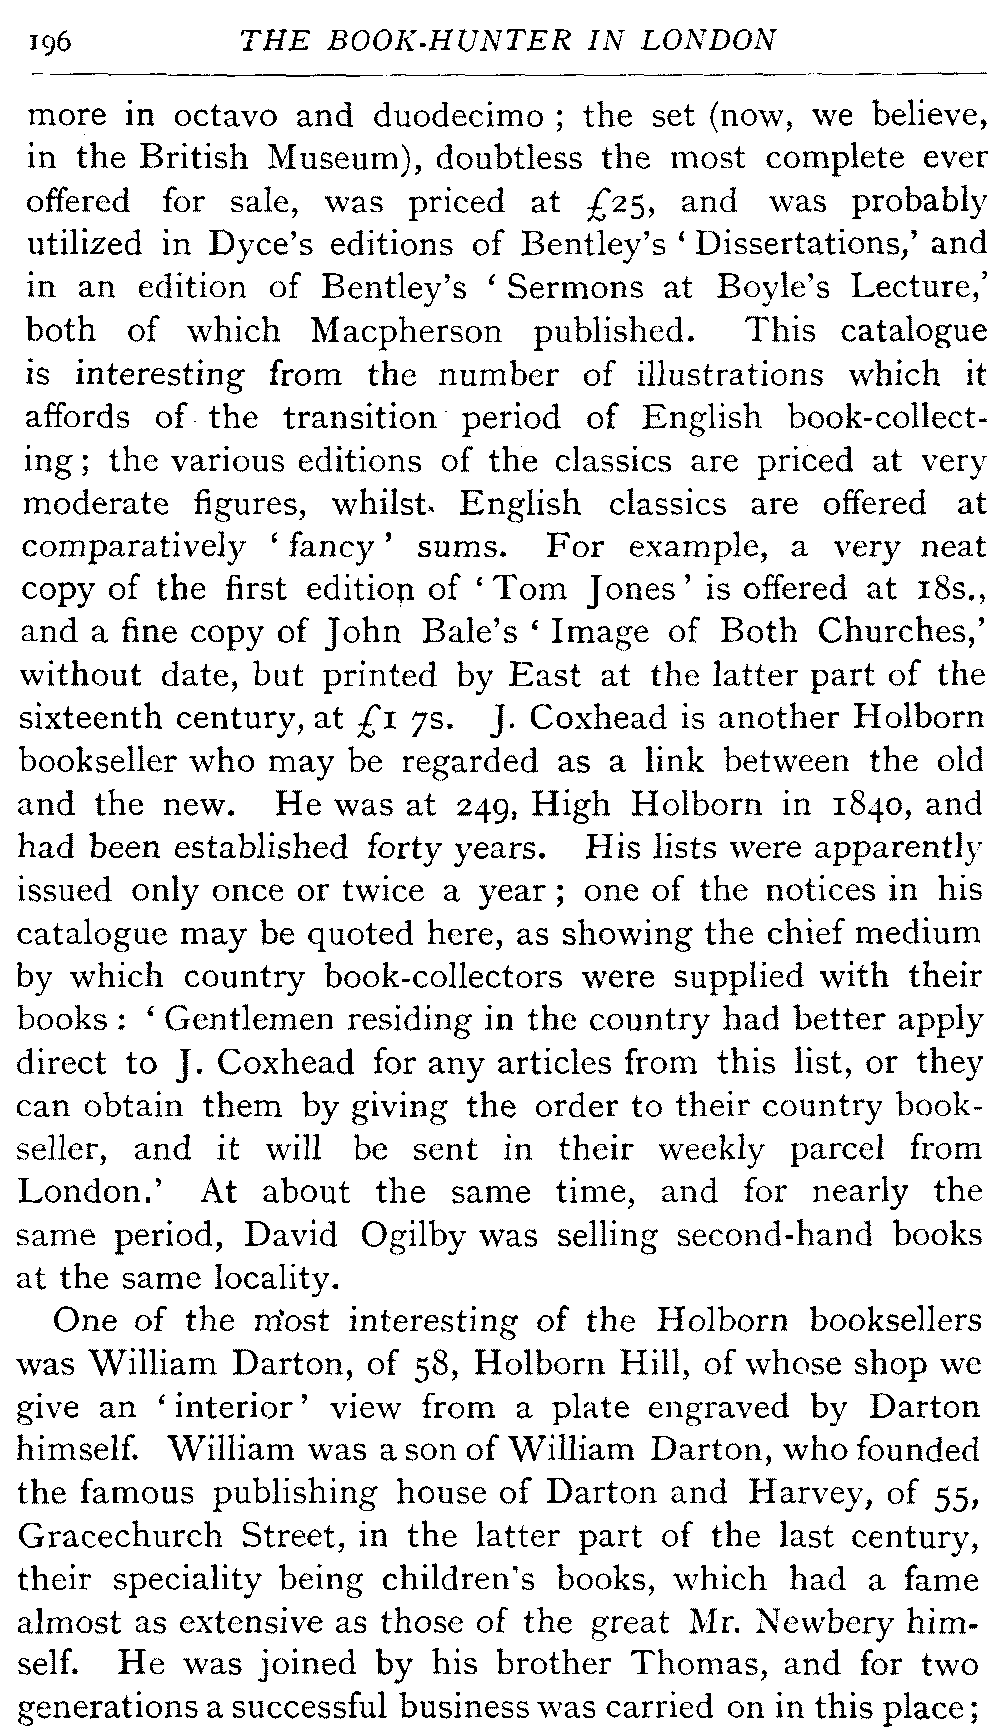 196 THE BOOK-HUNTER IN LONDON
more in octavo and duodecimo ; the set (now, we believe,
in the British Museum), doubtless the most complete ever
offered for sale, was priced at £25, and was probably
utilized in Dyce's editions of Bentley's ‘ Dissertations,’ and
in an edition of Bentley's ‘ Sermons at Boyle's Lecture,’
both of which Macpherson published. This catalogue
is interesting from the number of illustrations which it
affords of the transition period of English book-collect-
ing ; the various editions of the classics are priced at very
moderate figures, whilst English classics are offered at
comparatively ‘ fancy ’ sums. For example, a very neat
copy of the first edition of ‘ Tom Jones ’ is offered at 18s.,
and a fine copy of John Bale's ‘ Image of Both Churches,’
without date, but printed by East at the latter part of the
sixteenth century, at £1 7s. J. Coxhead is another Holborn
bookseller who may be regarded as a link between the old
and the new. He was at 249, High Holborn in 1840, and
had been established forty years. His lists were apparently
issued only once or twice a year ; one of the notices in his
catalogue may be quoted here, as showing the chief medium
by which country book-collectors were supplied with their
books : ‘ Gentlemen residing in the country had better apply
direct to J. Coxhead for any articles from this list, or they
can obtain them by giving the order to their country book-
seller, and it will be sent in their weekly parcel from
London.’ At about the same time, and for nearly the
same period, David Ogilby was selling second-hand books
at the same locality.
One of the most interesting of the Holborn booksellers
was William Darton, of 58, Holborn Hill, of whose shop we
give an ‘ interior ’ view from a plate engraved by Darton
himself. William was a son of William Darton, who founded
the famous publishing house of Darton and Harvey, of 55,
Gracechurch Street, in the latter part of the last century,
their speciality being children's books, which had a fame
almost as extensive as those of the great Mr. Newbery him-
self. He was joined by his brother Thomas, and for two
generations a successful business was carried on in this place ;